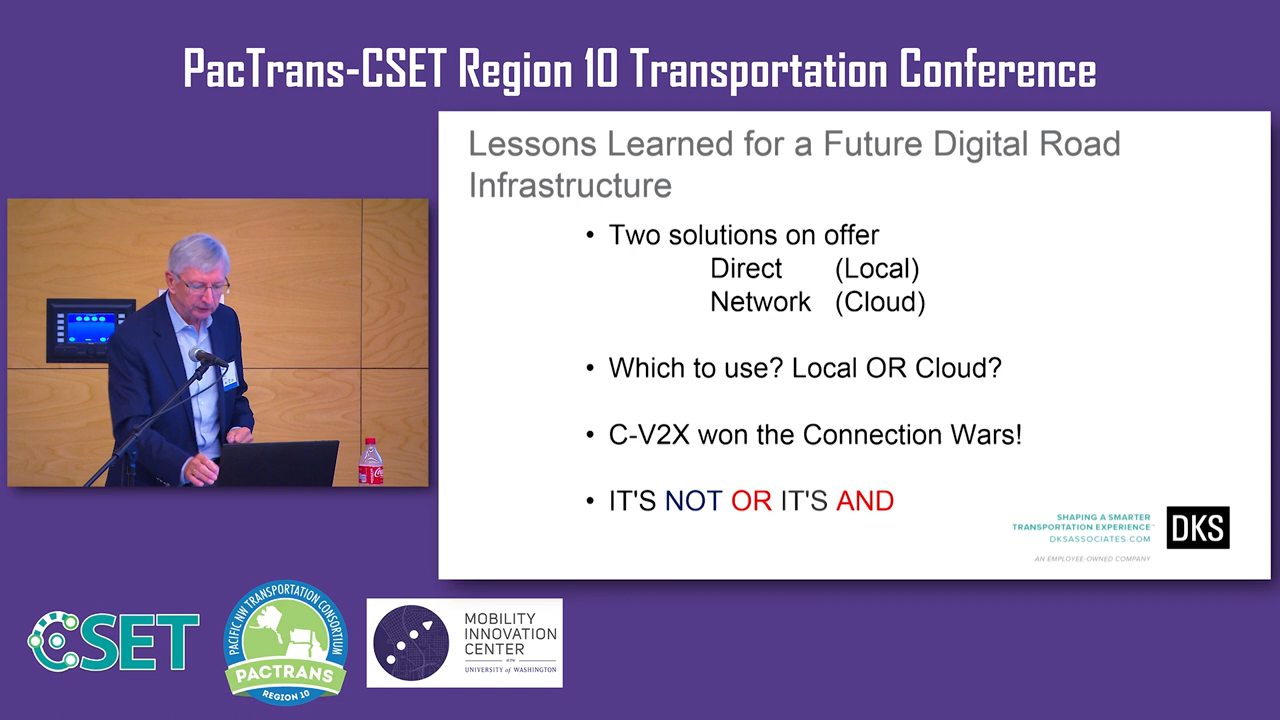 PacTrans-CSET Region 10 Transportation Conference
Lessons Learned for a Future Digital Road
Infrastructure
• Two solutions on offer
Direct (Local)
Network (Cloud)
• Which to use? Local OR Cloud?
• C-V2X won the Connection Wars!
• IT'S NOT OR IT'S AND
SHAPING A SMARTER
TRANSPORTATION EXPERIENCE™
DKSASSOCIATES.COM
AN EMPLOYEE-OWNED COMPANY
DKS
CSET
PACIFIC NW TRANSPORTATION CONSORTIUM
PACTRANS
REGION 10
MOBILITY
INNOVATION
CENTER
UNIVERSITY of WASHINGTON